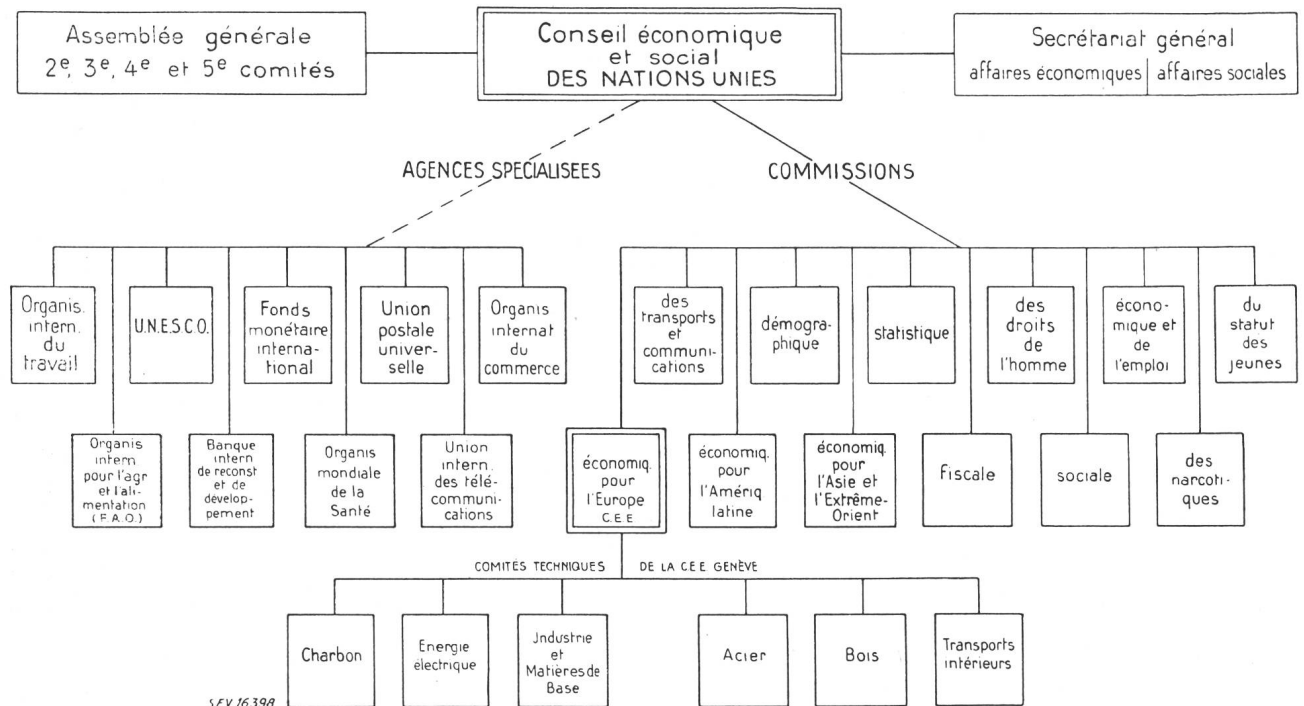 Assemblée générale
2e, 3e, 4e et 5e comités
Conseil économique
et social
DES NATIONS UNIES
Secrétariat général
affaires économiques affaires sociales
AGENCES SPECIALISEES
COMMISSIONS
Organis.
intern.
du
travail
U.N.E.S.C.O.
Fonds
monétaire
interna-
tional
Union
postale
univer-
selle
Organis
internat
du
commerce
des
transports
et
communi-
cations
démogra-
phique
statistique
des
droits
de
l'homme
écono-
mique et
de
l'emploi
du
statut
des
jeunes
Organis
intern
pour l'agr
et l'ali-
mentation
(F.A.O.)
Banque
intern
de reconst
et de
dévelop-
pement
Organis
mondiale
de la
Santé
Union
intern.
des télé-
communi-
cations
économiq.
pour
l'Europe
C.E.E
économiq.
pour
l'Amériq
latine
économiq.
pour
l'Asie et
l'Extrême-
Orient
Fiscale
sociale
des
narcoti-
ques
COMITÉS TECHNIQUES DE LA C.E.E. GENÈVE
Charbon
Energie
électrique
Jndustrie
et
Matières de
Base
Acier
Bois
Transports
intérieurs
SEV 16398